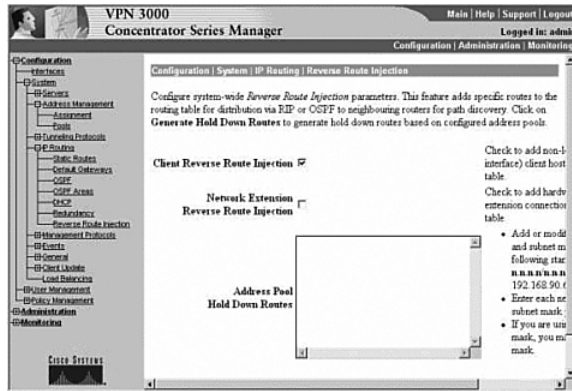 VPN 3000
Concentrator Series Manager
Main | Help | Support | Logout
Logged in: admin
Configuration | Administration | Monitoring
Configuration
Interfaces
System
Servers
Address Management
Assignment
Pools
Tunneling Protocols
IP Routing
Static Routes
Default Gateways
OSPF
OSPF Areas
DHCP
Redundancy
Reverse Route Injection
Management Protocols
Events
General
Client Update
Load Balancing
User Management
Policy Management
Administration
Monitoring
CISCO SYSTEMS
Configuration | System | IP Routing | Reverse Route Injection
Configure system-wide Reverse Route Injection parameters. This feature adds specific routes to the
routing table for distribution via RIP or OSPF to neighbouring routers for path discovery. Click on
Generate Hold Down Routes to generate hold down routes based on configured address pools.
Client Reverse Route Injection
Check to add non-l
interface) client host
table.
Network Extension
Reverse Route Injection
Check to add hardw
extension connection
table
Address Pool
Hold Down Routes
Add or modif
and subnet m
following star
n.n.n.n/n.n.n
192.168.90.6
Enter each ne
subnet mask
If you are usi
mask, you m
mask.